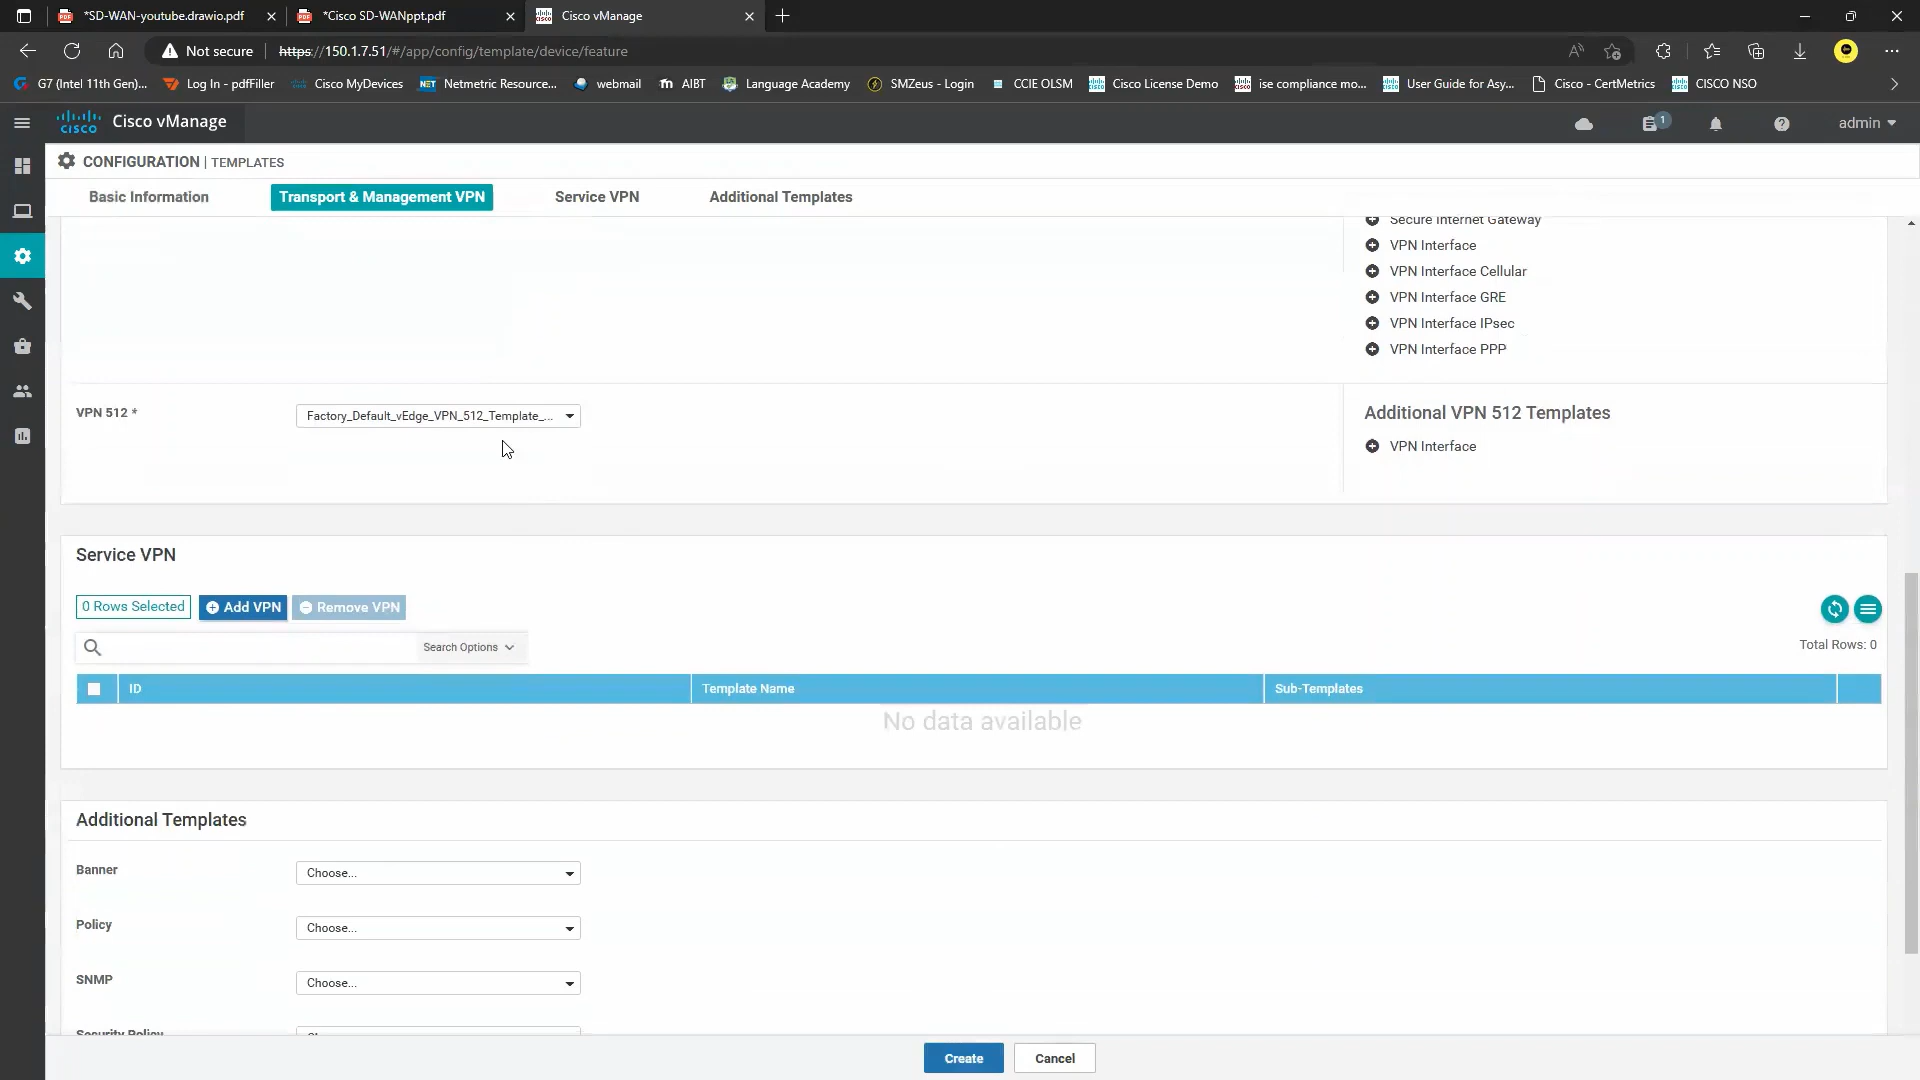 *SD-WAN-youtube.drawio.pdf
*Cisco SD-WANppt.pdf
Cisco vManage
Not secure
https://150.1.7.51/#/app/config/template/device/feature
G7 (Intel 11th Gen)...
Log In - pdfFiller
Cisco MyDevices
NET
Netmetric Resource...
webmail
AIBT
Language Academy
SMZeus - Login
CCIE OLSM
Cisco License Demo
ise compliance mo...
User Guide for Asy...
Cisco - CertMetrics
CISCO NSO
CISCO
Cisco vManage
1
admin
CONFIGURATION | TEMPLATES
Basic Information
Transport & Management VPN
Service VPN
Additional Templates
Secure Internet Gateway
VPN Interface
VPN Interface Cellular
VPN Interface GRE
VPN Interface IPsec
VPN Interface PPP
VPN 512 *
Factory_Default_vEdge_VPN_512_Template_...
Additional VPN 512 Templates
VPN Interface
Service VPN
0 Rows Selected
Add VPN
Remove VPN
Search Options
Total Rows: 0
ID
Template Name
Sub-Templates
No data available
Additional Templates
Banner
Choose...
Policy
Choose...
SNMP
Choose...
Security Policy
Create
Cancel